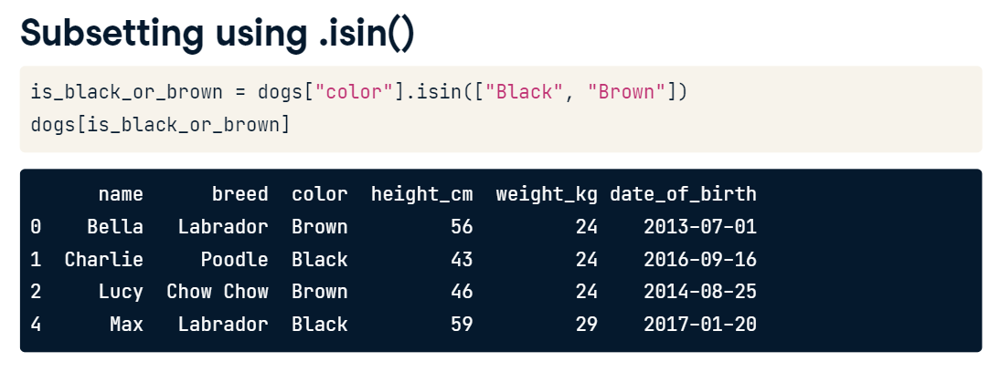 Subsetting using .isin()
is_black_or_brown = dogs["color"].isin(["Black", "Brown"])
dogs[is_black_or_brown]
name breed color height_cm weight_kg date_of_birth
0 Bella Labrador Brown 56 24 2013-07-01
1 Charlie Poodle Black 43 24 2016-09-16
2 Lucy Chow Chow Brown 46 24 2014-08-25
4 Max Labrador Black 59 29 2017-01-20